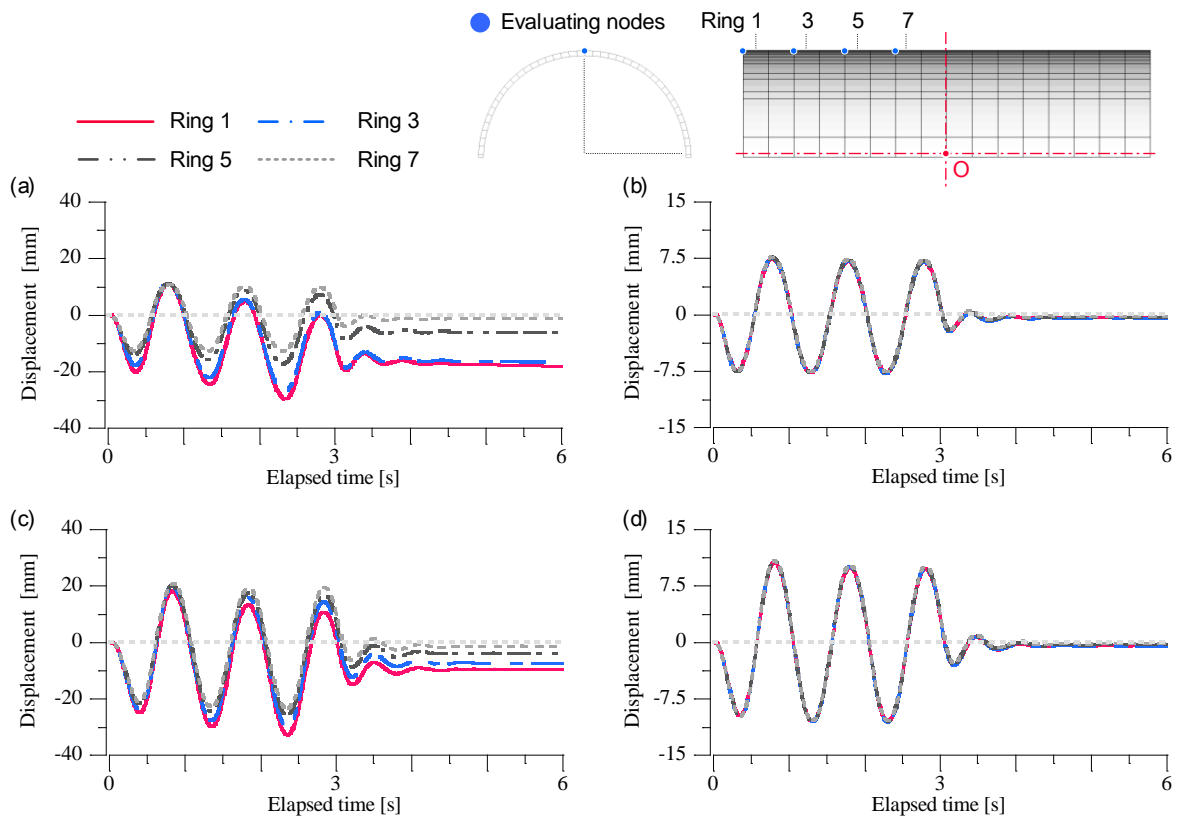 Evaluating nodes
Ring 1 3 5 7
Ring 1 Ring 3
Ring 5 Ring 7
O
(a)
40
20
0
-20
-40
Displacement [mm]
0 3 6
Elapsed time [s]
(b)
15
7.5
0
-7.5
-15
Displacement [mm]
0 3 6
Elapsed time [s]
(c)
40
20
0
-20
-40
Displacement [mm]
0 3 6
Elapsed time [s]
(d)
15
7.5
0
-7.5
-15
Displacement [mm]
0 3 6
Elapsed time [s]